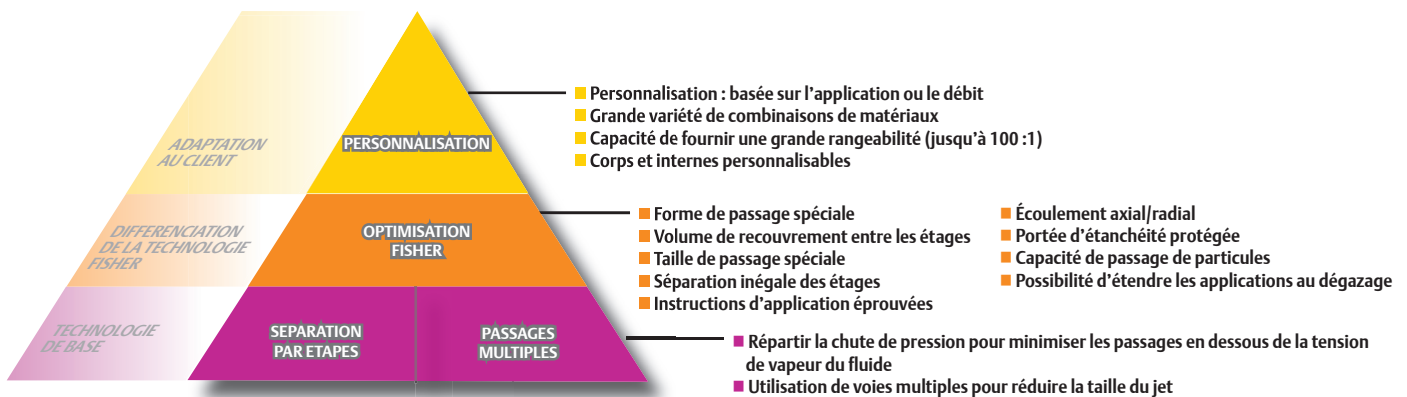 ADAPTATION
AU CLIENT
PERSONNALISATION
Personnalisation : basée sur l'application ou le débit
Grande variété de combinaisons de matériaux
Capacité de fournir une grande rangeabilité (jusqu'à 100 :1)
Corps et internes personnalisables
DIFFERENCIATION
DE LA TECHNOLOGIE
FISHER
OPTIMISATION
FISHER
Forme de passage spéciale
Volume de recouvrement entre les étages
Taille de passage spéciale
Séparation inégale des étages
Instructions d'application éprouvées
Écoulement axial/radial
Portée d'étanchéité protégée
Capacité de passage de particules
Possibilité d'étendre les applications au dégazage
TECHNOLOGIE
DE BASE
SEPARATION
PAR ETAPES
PASSAGES
MULTIPLES
Répartir la chute de pression pour minimiser les passages en dessous de la tension
de vapeur du fluide
Utilisation de voies multiples pour réduire la taille du jet